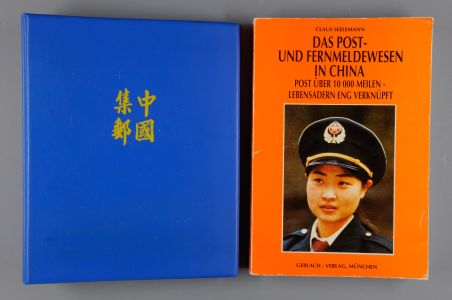 中國
集郵
CLAUS SEELEMANN
DAS POST-
UND FERNMELDEWESEN
IN CHINA
POST ÜBER 10 000 MEILEN -
LEBENSADERN ENG VERKNÜPFT
GERLACH - VERLAG, MÜNCHEN